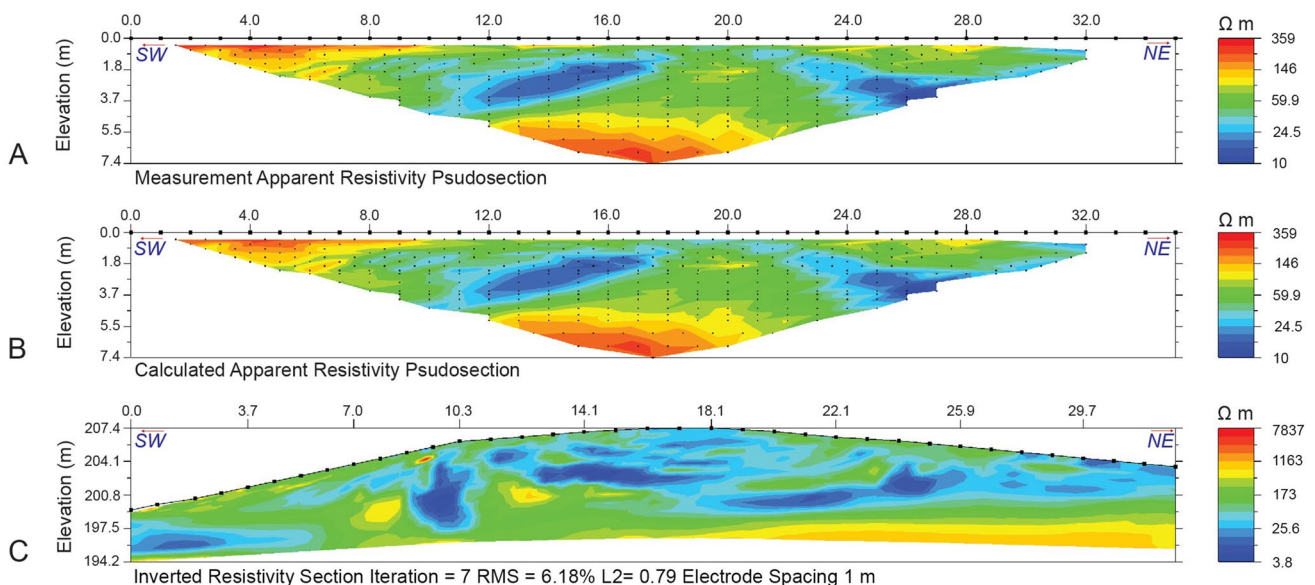 0.0 4.0 8.0 12.0 16.0 20.0 24.0 28.0 32.0 Ω m
0.0 SW NE 359
1.8 146
3.7 59.9
5.5 24.5
7.4 10
Elevation (m)
A
Measurement Apparent Resistivity Psudosection
0.0 4.0 8.0 12.0 16.0 20.0 24.0 28.0 32.0 Ω m
0.0 SW NE 359
1.8 146
3.7 59.9
5.5 24.5
7.4 10
Elevation (m)
B
Calculated Apparent Resistivity Psudosection
0.0 3.7 7.0 10.3 14.1 18.1 22.1 25.9 29.7 Ω m
207.4 SW NE 7837
204.1 1163
200.8 173
197.5 25.6
194.2 3.8
Elevation (m)
C
Inverted Resistivity Section Iteration = 7 RMS = 6.18% L2= 0.79 Electrode Spacing 1 m